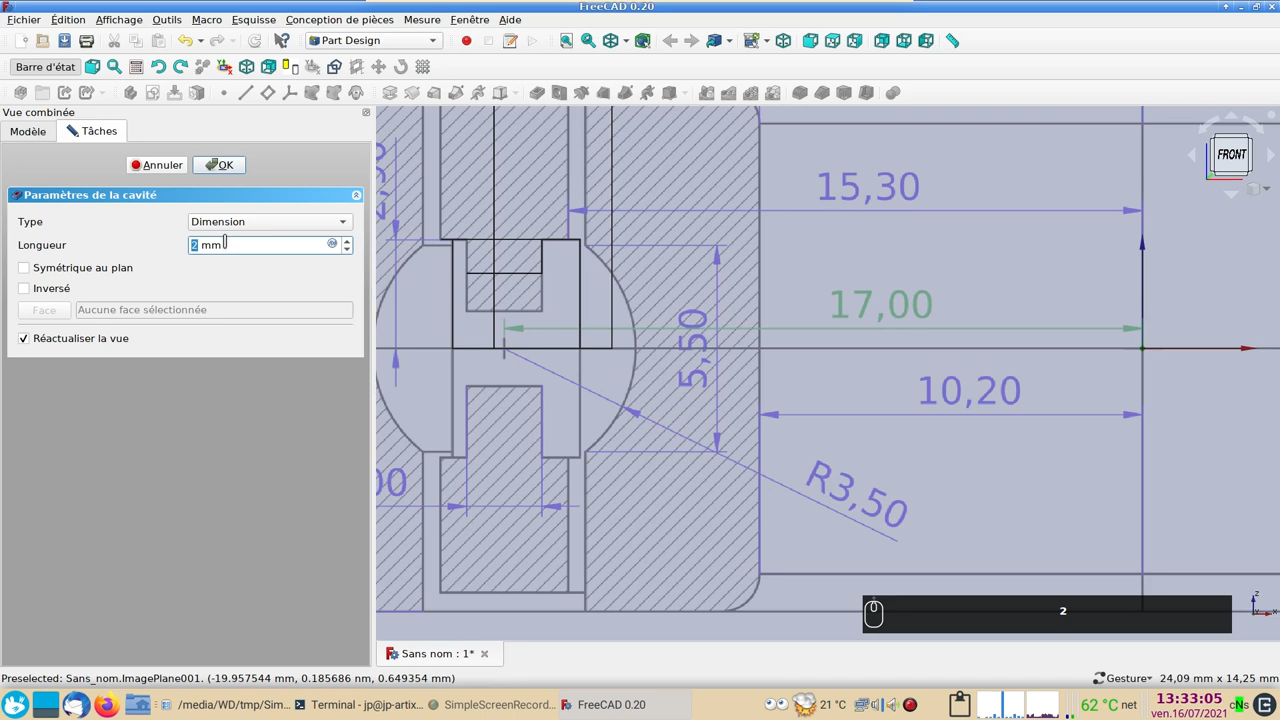 FreeCAD 0.20
Fichier Édition Affichage Outils Macro Esquisse Conception de pièces Mesure Fenêtre Aide
Part Design
Barre d'état
Vue combinée
Modèle Tâches
Annuler OK
Paramètres de la cavité
Type Dimension
Longueur 2 mm
Symétrique au plan
Inversé
Face Aucune face sélectionnée
Réactualiser la vue
FRONT
15,30
17,00
5,50
10,20
R3,50
00
2
z
x
Sans nom : 1*
Preselected: Sans_nom.ImagePlane001. (-19.957544 mm, 0.185686 nm, 0.649354 mm)
Gesture 24,09 mm x 14,25 mm
/media/WD/tmp/Sim... Terminal - jp@jp-artix... SimpleScreenRecord... FreeCAD 0.20
21 °C
62 °C net
13:33:05
ven.16/07/2021
cNs